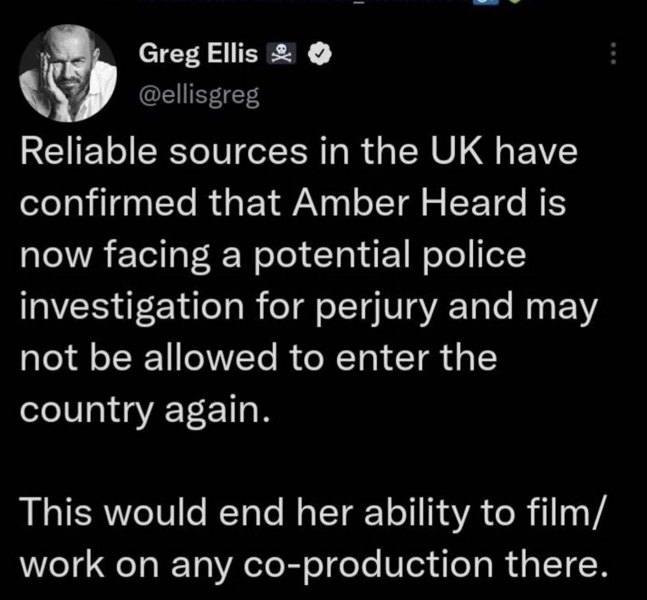 Greg Ellis
@ellisgreg
Reliable sources in the UK have
confirmed that Amber Heard is
now facing a potential police
investigation for perjury and may
not be allowed to enter the
country again.
This would end her ability to film/
work on any co-production there.